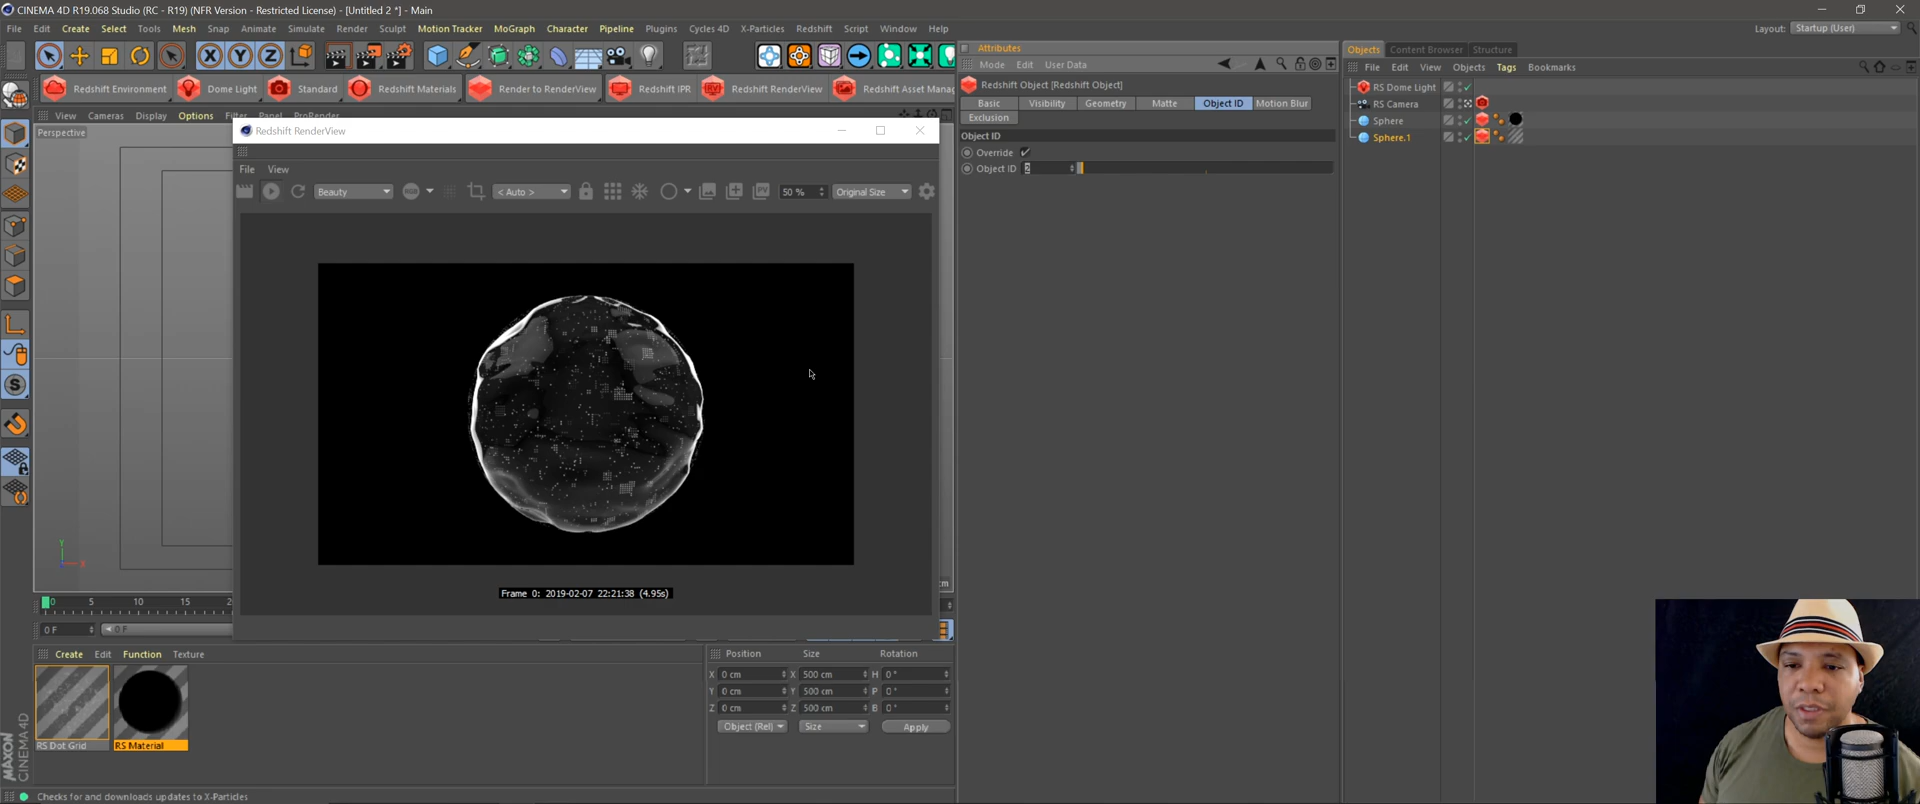 CINEMA 4D R19.068 Studio (RC - R19) (NFR Version - Restricted License) - [Untitled 2 *] - Main
File Edit Create Select Tools Mesh Snap Animate Simulate Render Sculpt Motion Tracker MoGraph Character Pipeline Plugins Cycles 4D X-Particles Redshift Script Window Help
Layout: Startup (User)
Redshift Environment Dome Light Standard Redshift Materials Render to RenderView Redshift IPR Redshift RenderView Redshift Asset Manag
View Cameras Display Options Filter Panel ProRender
Perspective
Redshift RenderView
File View
Beauty < Auto > 50 % Original Size
Frame 0: 2019-02-07 22:21:38 (4.95s)
0 5 10 15
0 F 0 F
Create Edit Function Texture
RS Dot Grid RS Material
Position Size Rotation
X 0 cm X 500 cm H 0 °
Y 0 cm Y 500 cm P 0 °
Z 0 cm Z 500 cm B 0 °
Object (Rel) Size Apply
MAXON CINEMA4D
Checks for and downloads updates to X-Particles
Attributes
Mode Edit User Data
Redshift Object [Redshift Object]
Basic Visibility Geometry Matte Object ID Motion Blur
Exclusion
Object ID
Override
Object ID 2
Objects Content Browser Structure
File Edit View Objects Tags Bookmarks
RS Dome Light
RS Camera
Sphere
Sphere.1